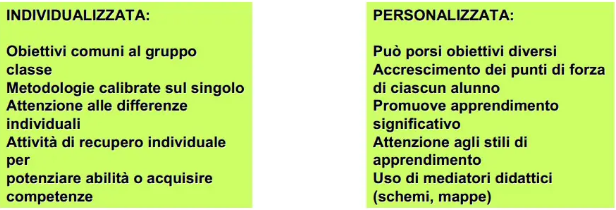 INDIVIDUALIZZATA:
Obiettivi comuni al gruppo
classe
Metodologie calibrate sul singolo
Attenzione alle differenze
individuali
Attività di recupero individuale
per
potenziare abilità o acquisire
competenze
PERSONALIZZATA:
Può porsi obiettivi diversi
Accrescimento dei punti di forza
di ciascun alunno
Promuove apprendimento
significativo
Attenzione agli stili di
apprendimento
Uso di mediatori didattici
(schemi, mappe)